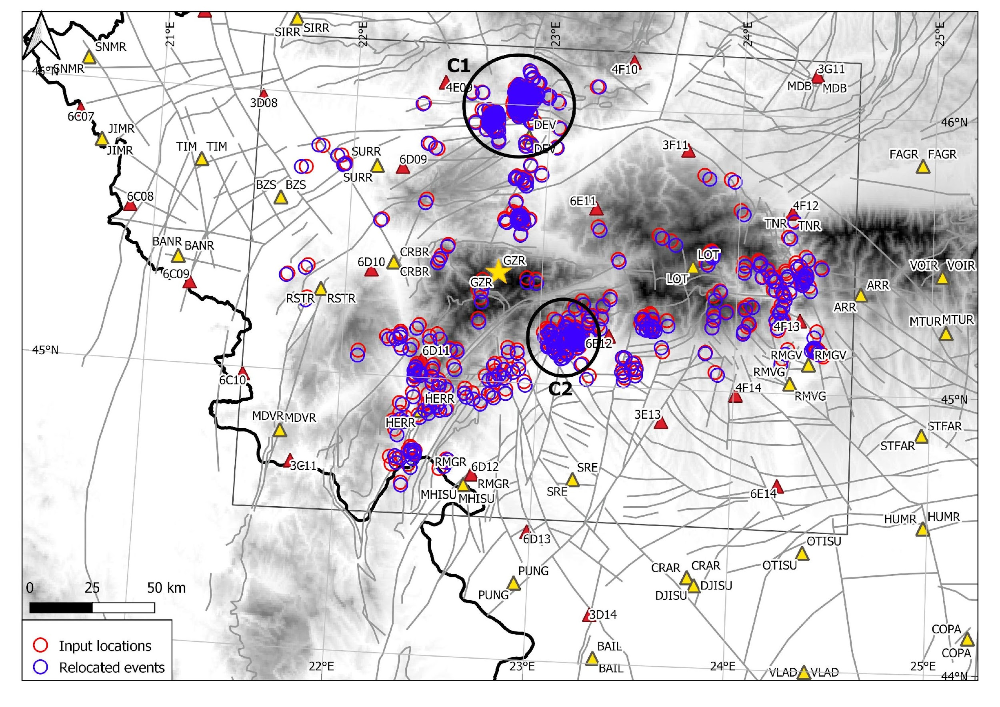 21°E
22°E
23°E
24°E
25°E
SIRR
SIRR
SNMR
SNMR
46°N
C1
4F10
3G11
MDB
MDB
4E09
3D08
6C07
JIMR
JIMR
DEV
DEV
46°N
TIM
TIM
SURR
SURR
6D09
3F11
FAGR
FAGR
BZS
BZS
6C08
6E11
4F12
TNR
TNR
BANR
BANR
CRBR
CRBR
6D10
GZR
GZR
LOT
LOT
VOIR
VOIR
6C09
RSTR
RSTR
ARR
ARR
MTUR
MTUR
4F13
45°N
6D11
6E12
RMGV
RMGV
RMVG
RMVG
6C10
C2
4F14
HERR
HERR
45°N
MDVR
MDVR
3E13
STFAR
STFAR
3G11
RMGR
RMGR
6D12
SRE
SRE
MHISU
MHISU
6E14
HUMR
HUMR
6D13
OTISU
OTISU
PUNG
PUNG
CRAR
CRAR
DJISU
DJISU
0 25 50 km
3D14
COPA
COPA
BAIL
BAIL
Input locations
Relocated events
22°E
23°E
24°E
25°E
VLAD
VLAD
44°N